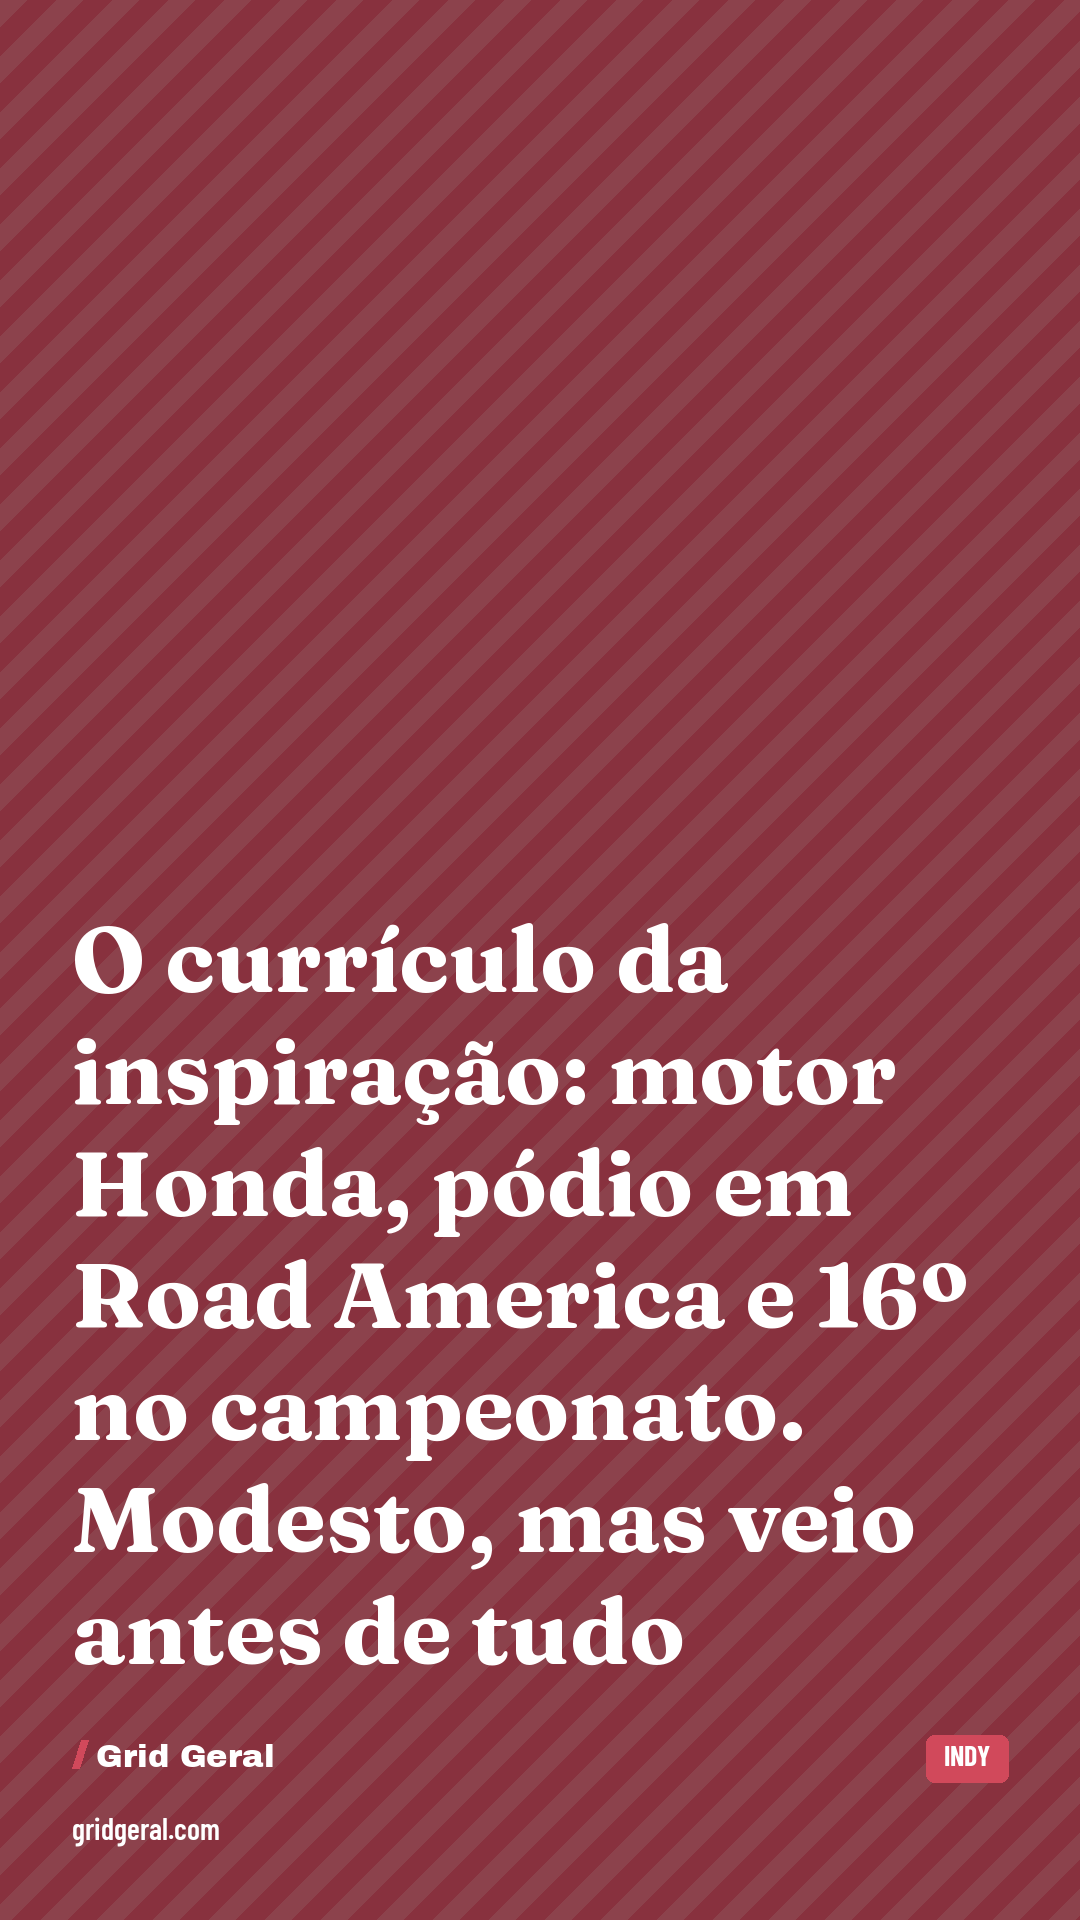 O currículo da
inspiração: motor
Honda, pódio em
Road America e 16º
no campeonato.
Modesto, mas veio
antes de tudo
/ Grid Geral
INDY
gridgeral.com